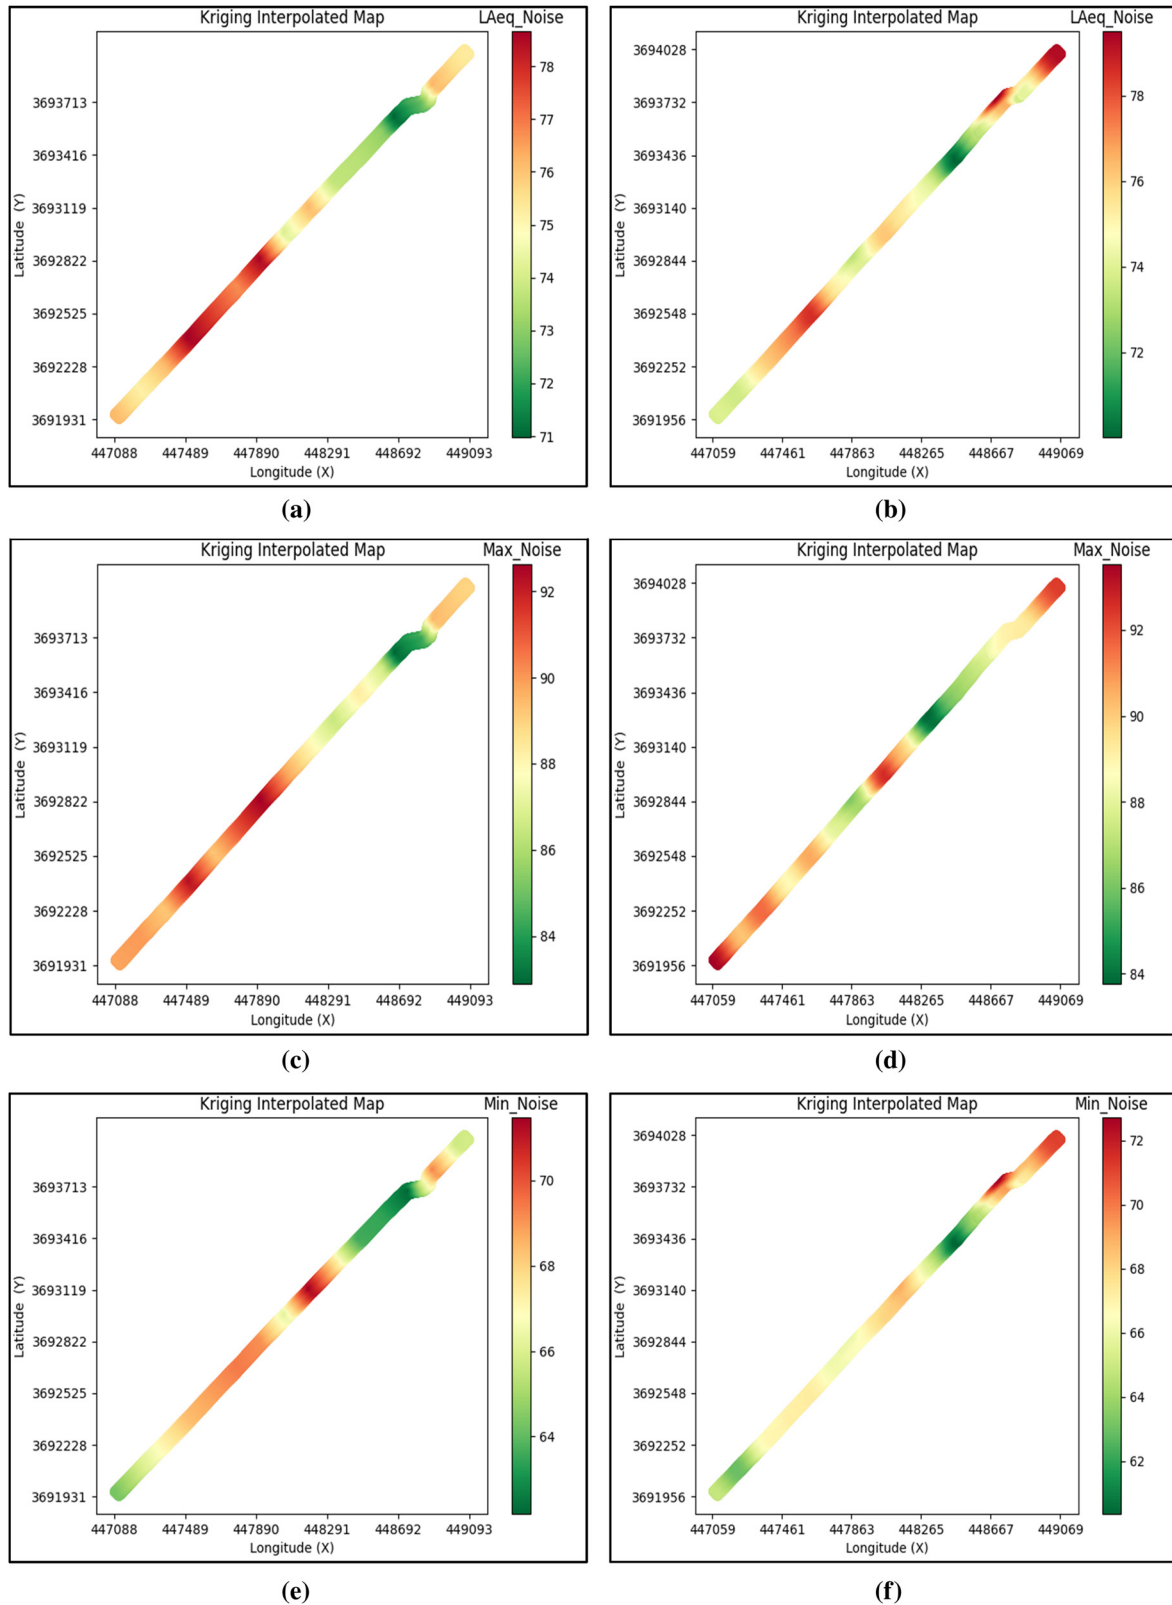 Kriging Interpolated Map
LAeq_Noise
78
77
76
75
74
73
72
71
3693713
3693416
3693119
3692822
3692525
3692228
3691931
Latitude (Y)
447088 447489 447890 448291 448692 449093
Longitude (X)
(a)
Kriging Interpolated Map
LAeq_Noise
78
76
74
72
3694028
3693732
3693436
3693140
3692844
3692548
3692252
3691956
Latitude (Y)
447059 447461 447863 448265 448667 449069
Longitude (X)
(b)
Kriging Interpolated Map
Max_Noise
92
90
88
86
84
3693713
3693416
3693119
3692822
3692525
3692228
3691931
Latitude (Y)
447088 447489 447890 448291 448692 449093
Longitude (X)
(c)
Kriging Interpolated Map
Max_Noise
92
90
88
86
84
3694028
3693732
3693436
3693140
3692844
3692548
3692252
3691956
Latitude (Y)
447059 447461 447863 448265 448667 449069
Longitude (X)
(d)
Kriging Interpolated Map
Min_Noise
70
68
66
64
3693713
3693416
3693119
3692822
3692525
3692228
3691931
Latitude (Y)
447088 447489 447890 448291 448692 449093
Longitude (X)
(e)
Kriging Interpolated Map
Min_Noise
72
70
68
66
64
62
3694028
3693732
3693436
3693140
3692844
3692548
3692252
3691956
Latitude (Y)
447059 447461 447863 448265 448667 449069
Longitude (X)
(f)